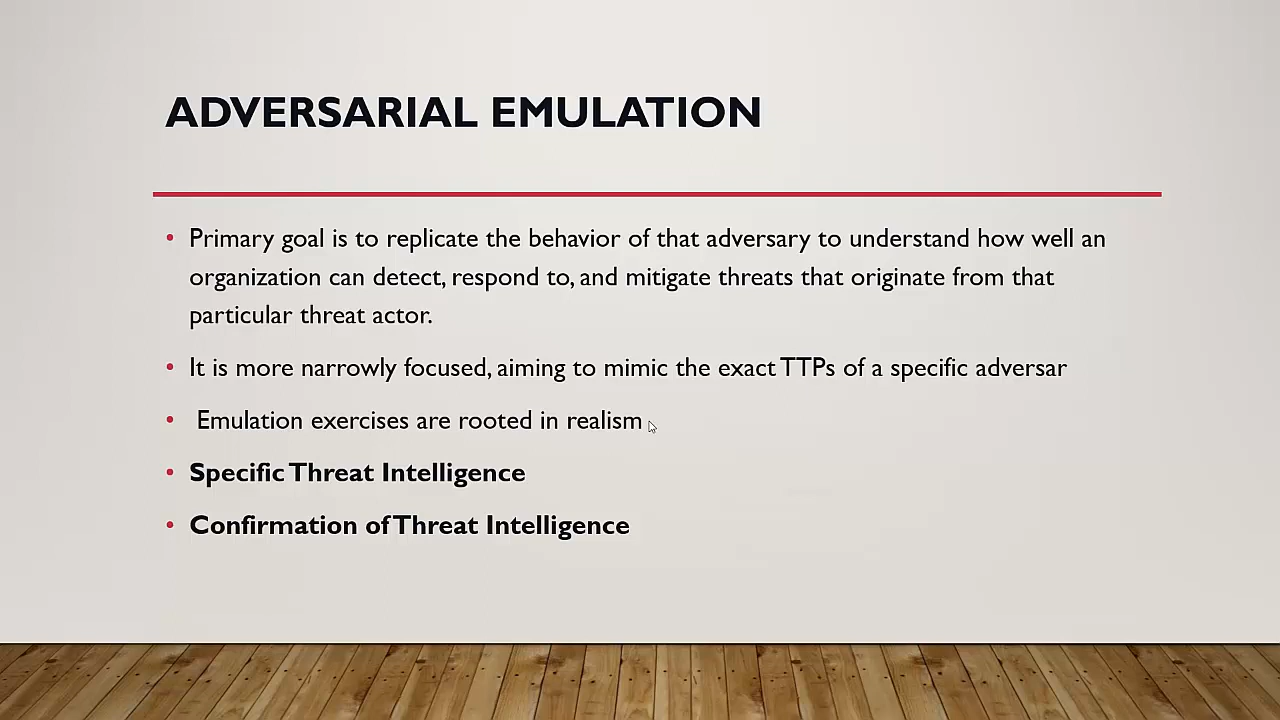 ADVERSARIAL EMULATION
• Primary goal is to replicate the behavior of that adversary to understand how well an
organization can detect, respond to, and mitigate threats that originate from that
particular threat actor.
• It is more narrowly focused, aiming to mimic the exact TTPs of a specific adversar
• Emulation exercises are rooted in realism
• Specific Threat Intelligence
• Confirmation of Threat Intelligence